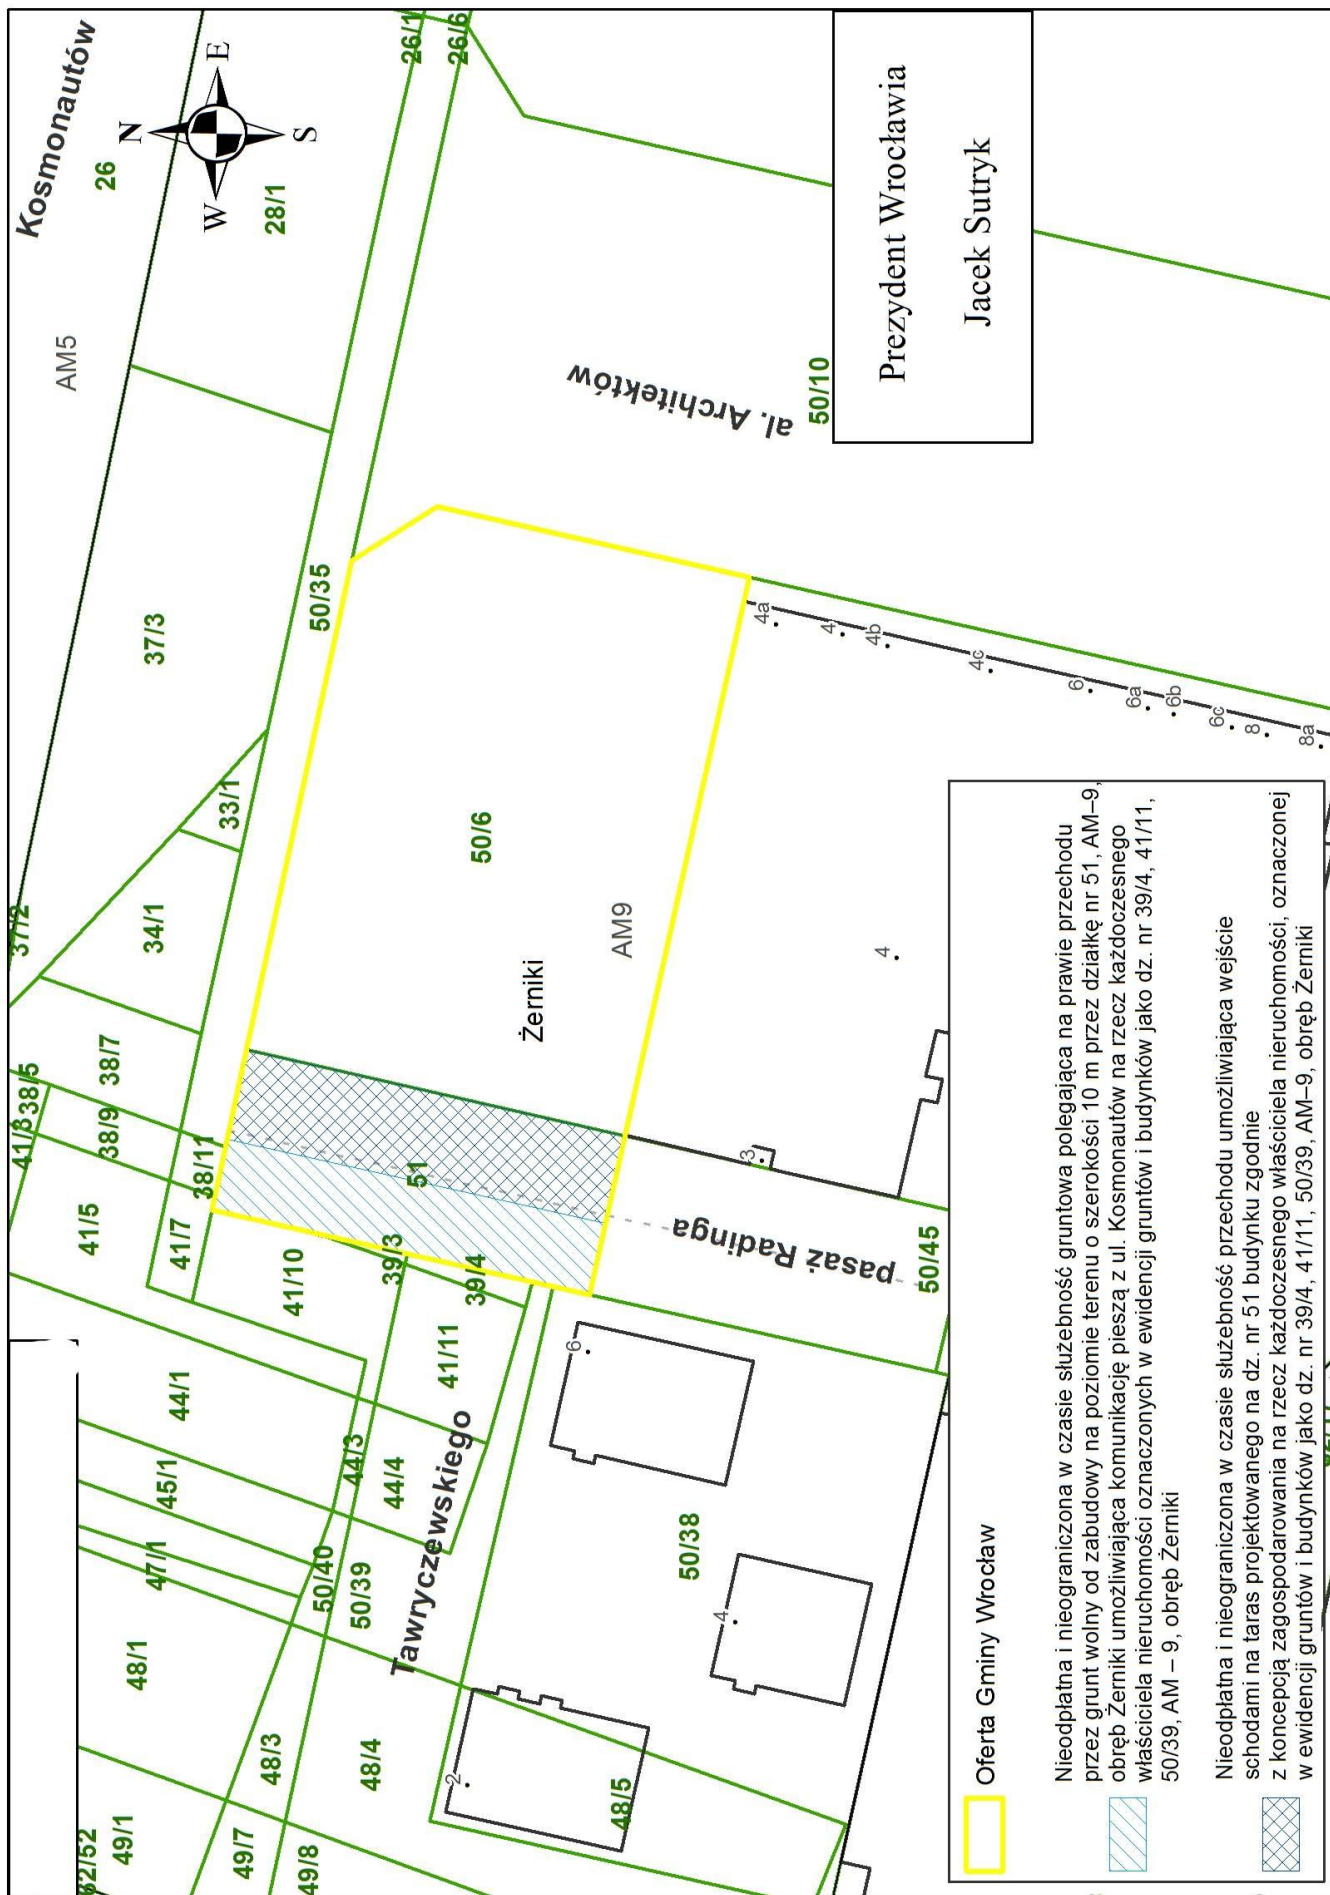 Kosmonautów
26
N
E
S
W
28/1
26/1
26/6
AM5
37/3
50/35
al. Architektów
50/10
Prezydent Wrocławia
Jacek Sutryk
37/2
34/1
33/1
50/6
AM9
Żerniki
41/3
38/5
38/7
38/9
38/11
41/5
41/7
41/10
39/3
39/4
41/11
51
pasaż Radinga
50/45
3
4
4a
4
4b
4c
6
6a
6b
6c
8
8a
44/1
44/3
44/4
45/1
47/1
50/40
50/39
Tawryczewskiego
50/38
6
4
2
48/1
48/3
48/4
48/5
49/1
49/7
49/8
Oferta Gminy Wrocław
Nieodpłatna i nieograniczona w czasie służebność gruntowa polegająca na prawie przechodu
przez grunt wolny od zabudowy na poziomie terenu o szerokości 10 m przez działkę nr 51, AM–9,
obręb Żerniki umożliwiająca komunikację pieszą z ul. Kosmonautów na rzecz każdoczesnego
właściciela nieruchomości oznaczonych w ewidencji gruntów i budynków jako dz. nr 39/4, 41/11,
50/39, AM – 9, obręb Żerniki
Nieodpłatna i nieograniczona w czasie służebność przechodu umożliwiająca wejście
schodami na taras projektowanego na dz. nr 51 budynku zgodnie
z koncepcją zagospodarowania na rzecz każdoczesnego właściciela nieruchomości, oznaczonej
w ewidencji gruntów i budynków jako dz. nr 39/4, 41/11, 50/39, AM–9, obręb Żerniki